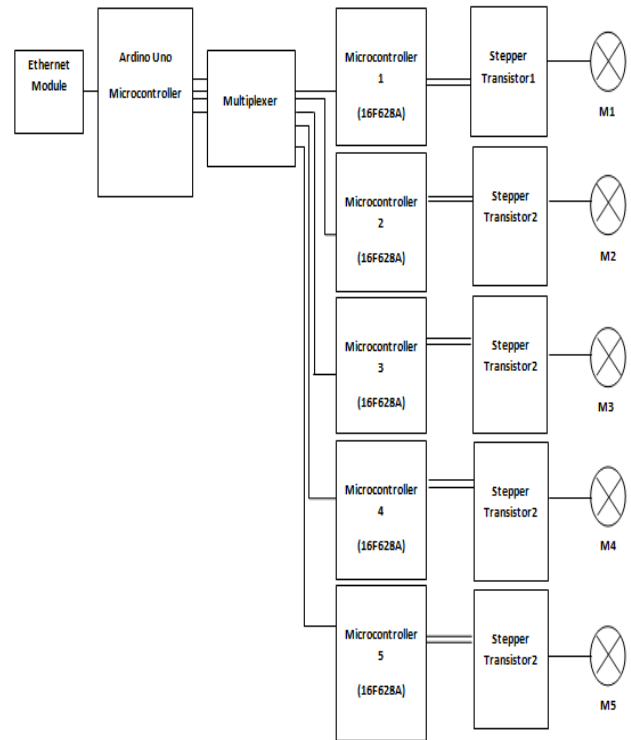 Ethernet
Module
Ardino Uno
Microcontroller
Multiplexer
Microcontroller
1
(16F628A)
Stepper
Transistor1
M1
Microcontroller
2
(16F628A)
Stepper
Transistor2
M2
Microcontroller
3
(16F628A)
Stepper
Transistor2
M3
Microcontroller
4
(16F628A)
Stepper
Transistor2
M4
Microcontroller
5
(16F628A)
Stepper
Transistor2
M5